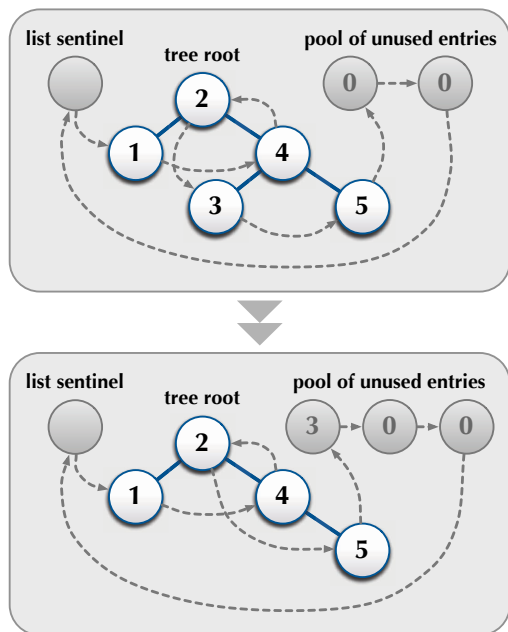 list sentinel
tree root
pool of unused entries
0
0
2
1
4
3
5
list sentinel
tree root
pool of unused entries
3
0
0
2
1
4
5